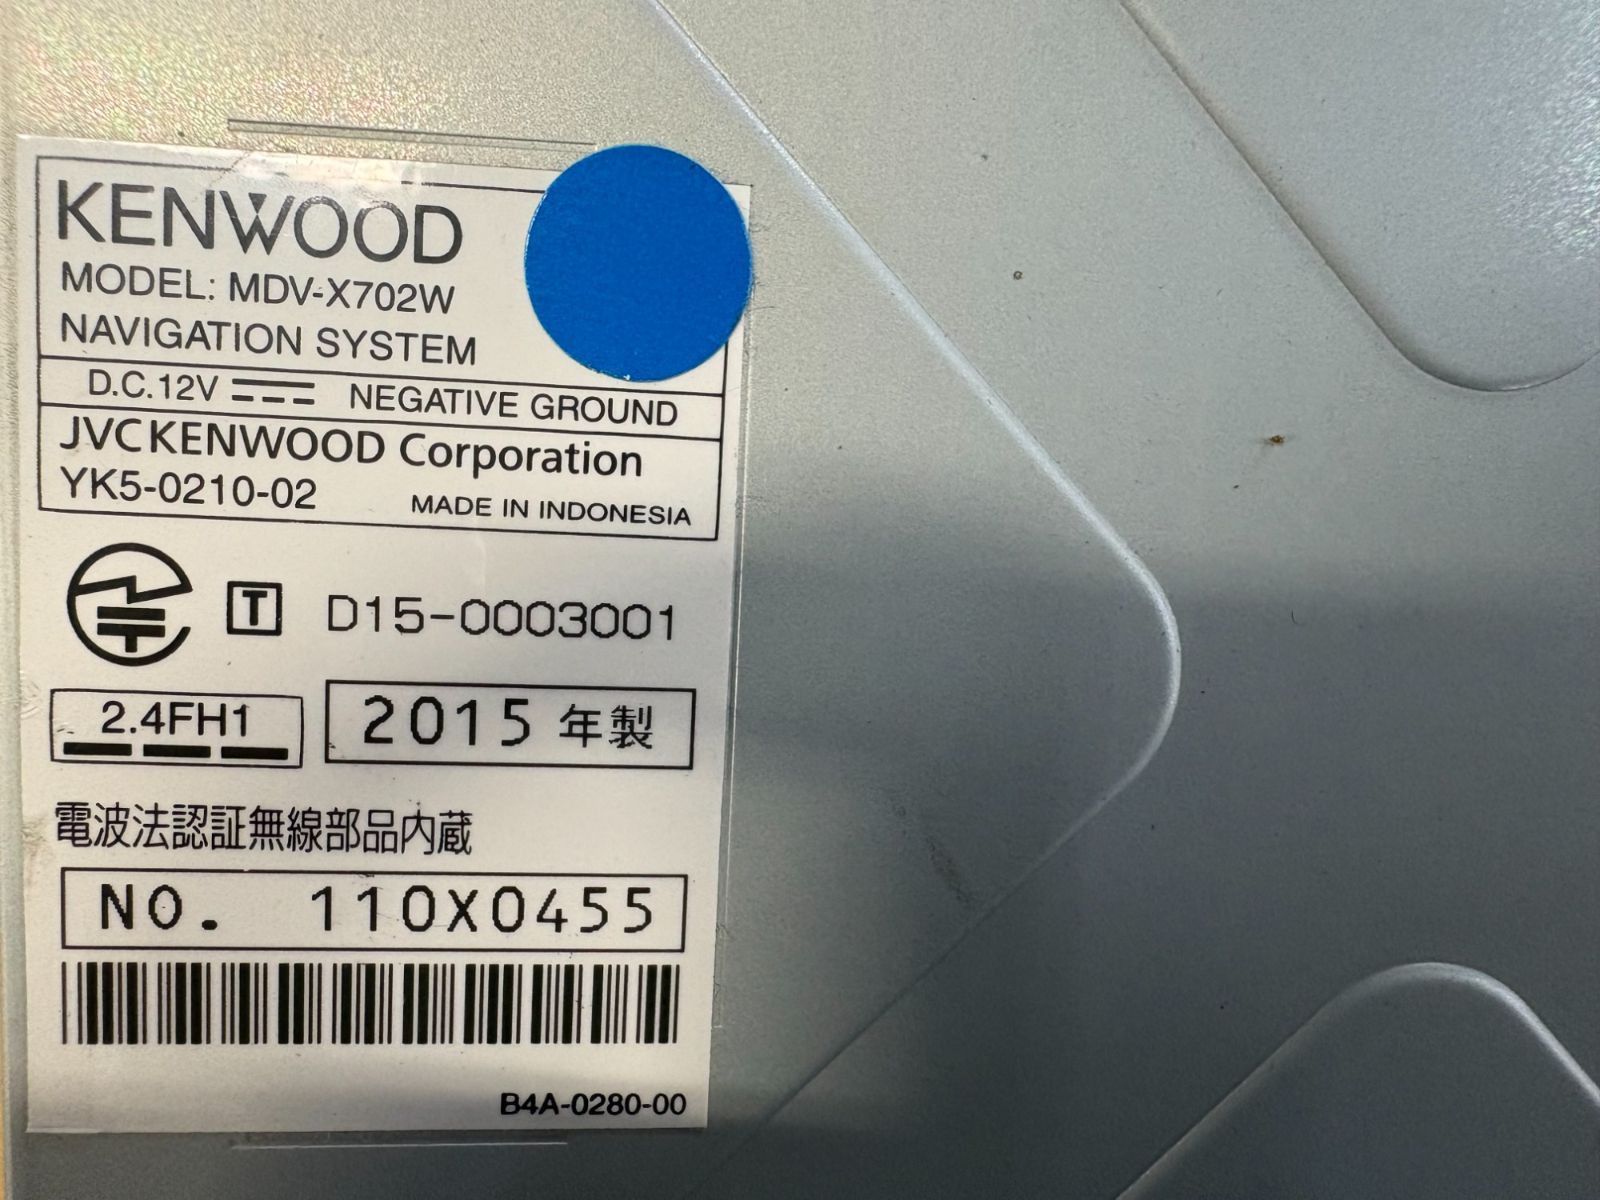 KENWOOD
MODEL: MDV-X702W
NAVIGATION SYSTEM
D.C.12V NEGATIVE GROUND
JVCKENWOOD Corporation
YK5-0210-02 MADE IN INDONESIA
T D15-0003001
2.4FH1 2015 年製
電波法認証無線部品内蔵
NO. 110X0455
B4A-0280-00